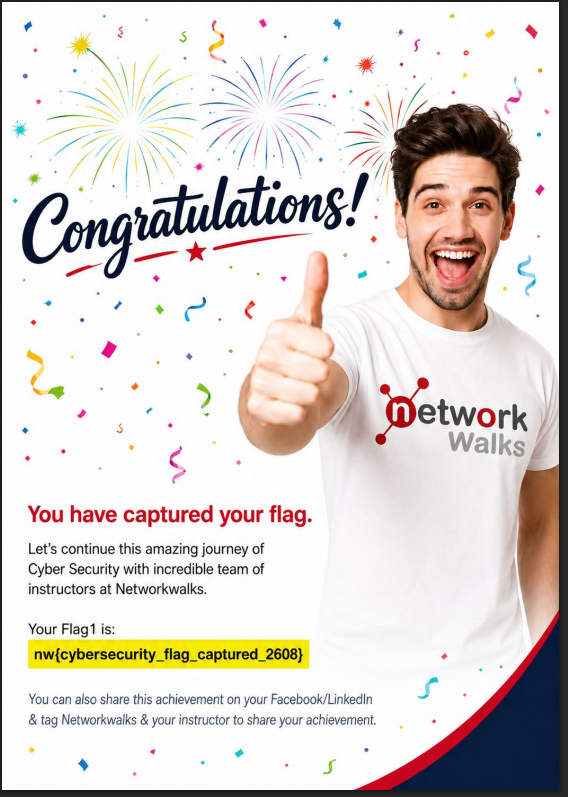 Congratulations!
network
Walks
You have captured your flag.
Let's continue this amazing journey of
Cyber Security with incredible team of
instructors at Networkwalks.
Your Flag1 is:
nw{cybersecurity_flag_captured_2608}
You can also share this achievement on your Facebook/LinkedIn
& tag Networkwalks & your instructor to share your achievement.